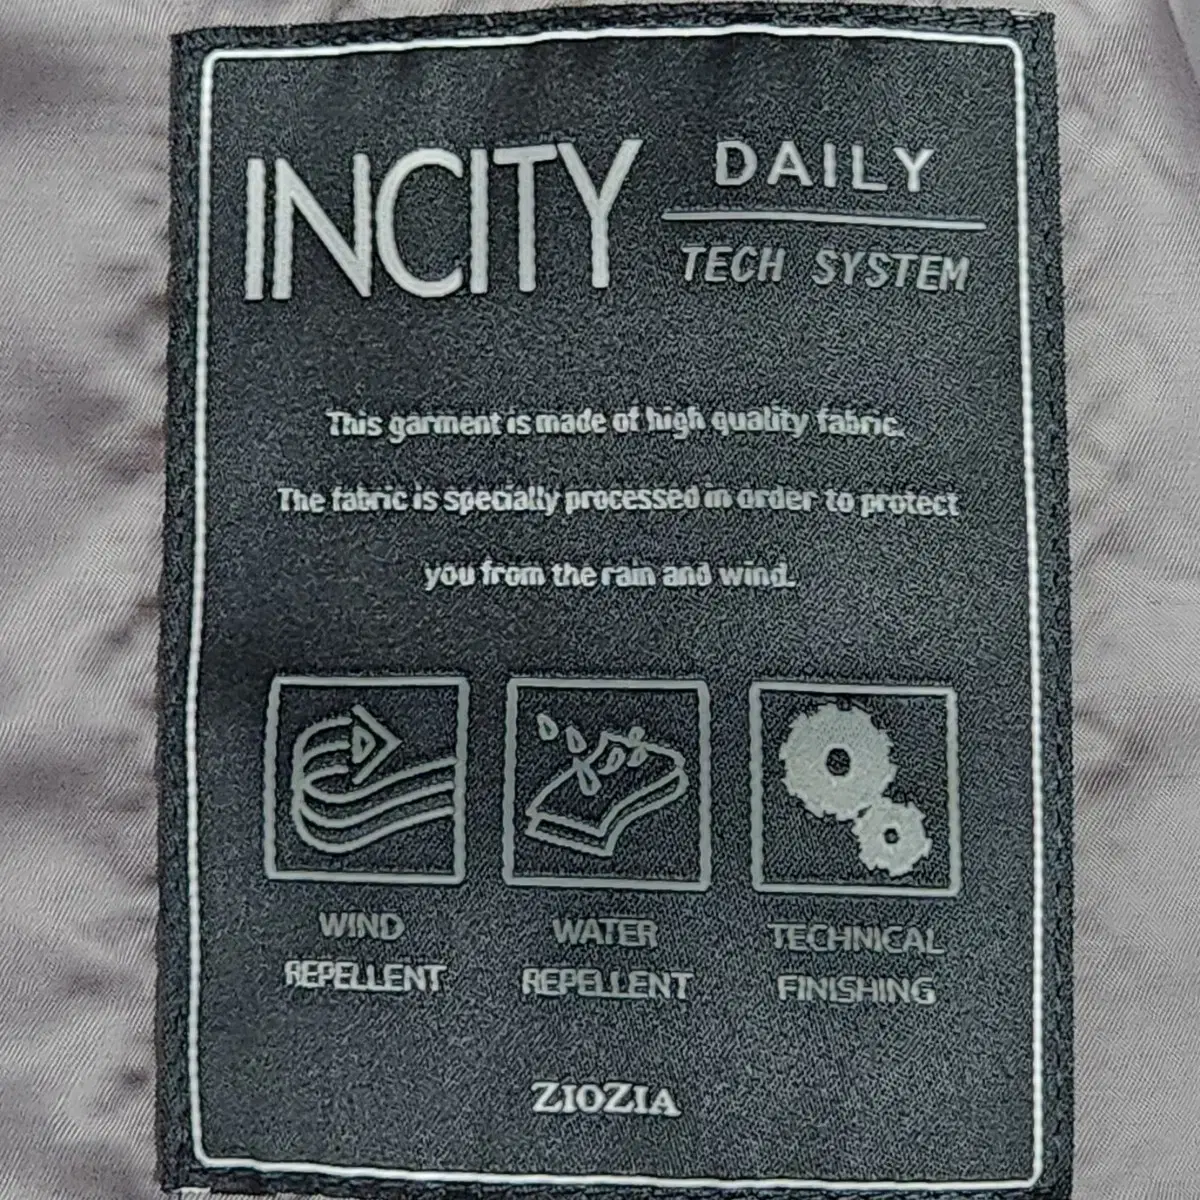 INCITY DAILY
TECH SYSTEM
This garment is made of high quality fabric.
The fabric is specially processed in order to protect
you from the rain and wind.
WIND
REPELLENT
WATER
REPELLENT
TECHNICAL
FINISHING
ZIOZIA